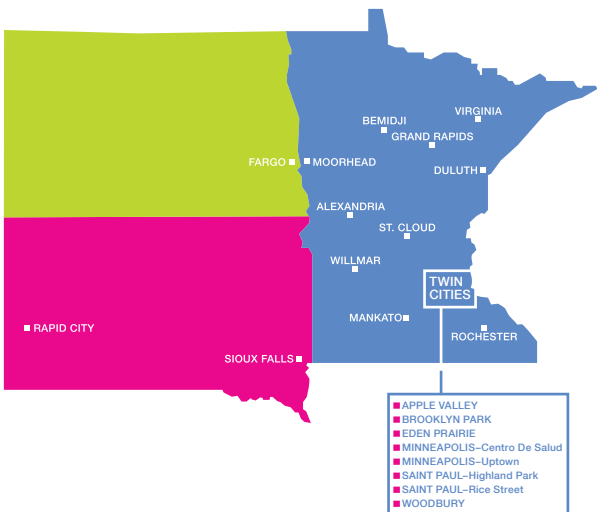 VIRGINIA
BEMIDJI
GRAND RAPIDS
FARGO
MOORHEAD
DULUTH
ALEXANDRIA
ST. CLOUD
WILLMAR
TWIN
CITIES
MANKATO
RAPID CITY
ROCHESTER
SIOUX FALLS
APPLE VALLEY
BROOKLYN PARK
EDEN PRAIRIE
MINNEAPOLIS–Centro De Salud
MINNEAPOLIS–Uptown
SAINT PAUL–Highland Park
SAINT PAUL–Rice Street
WOODBURY